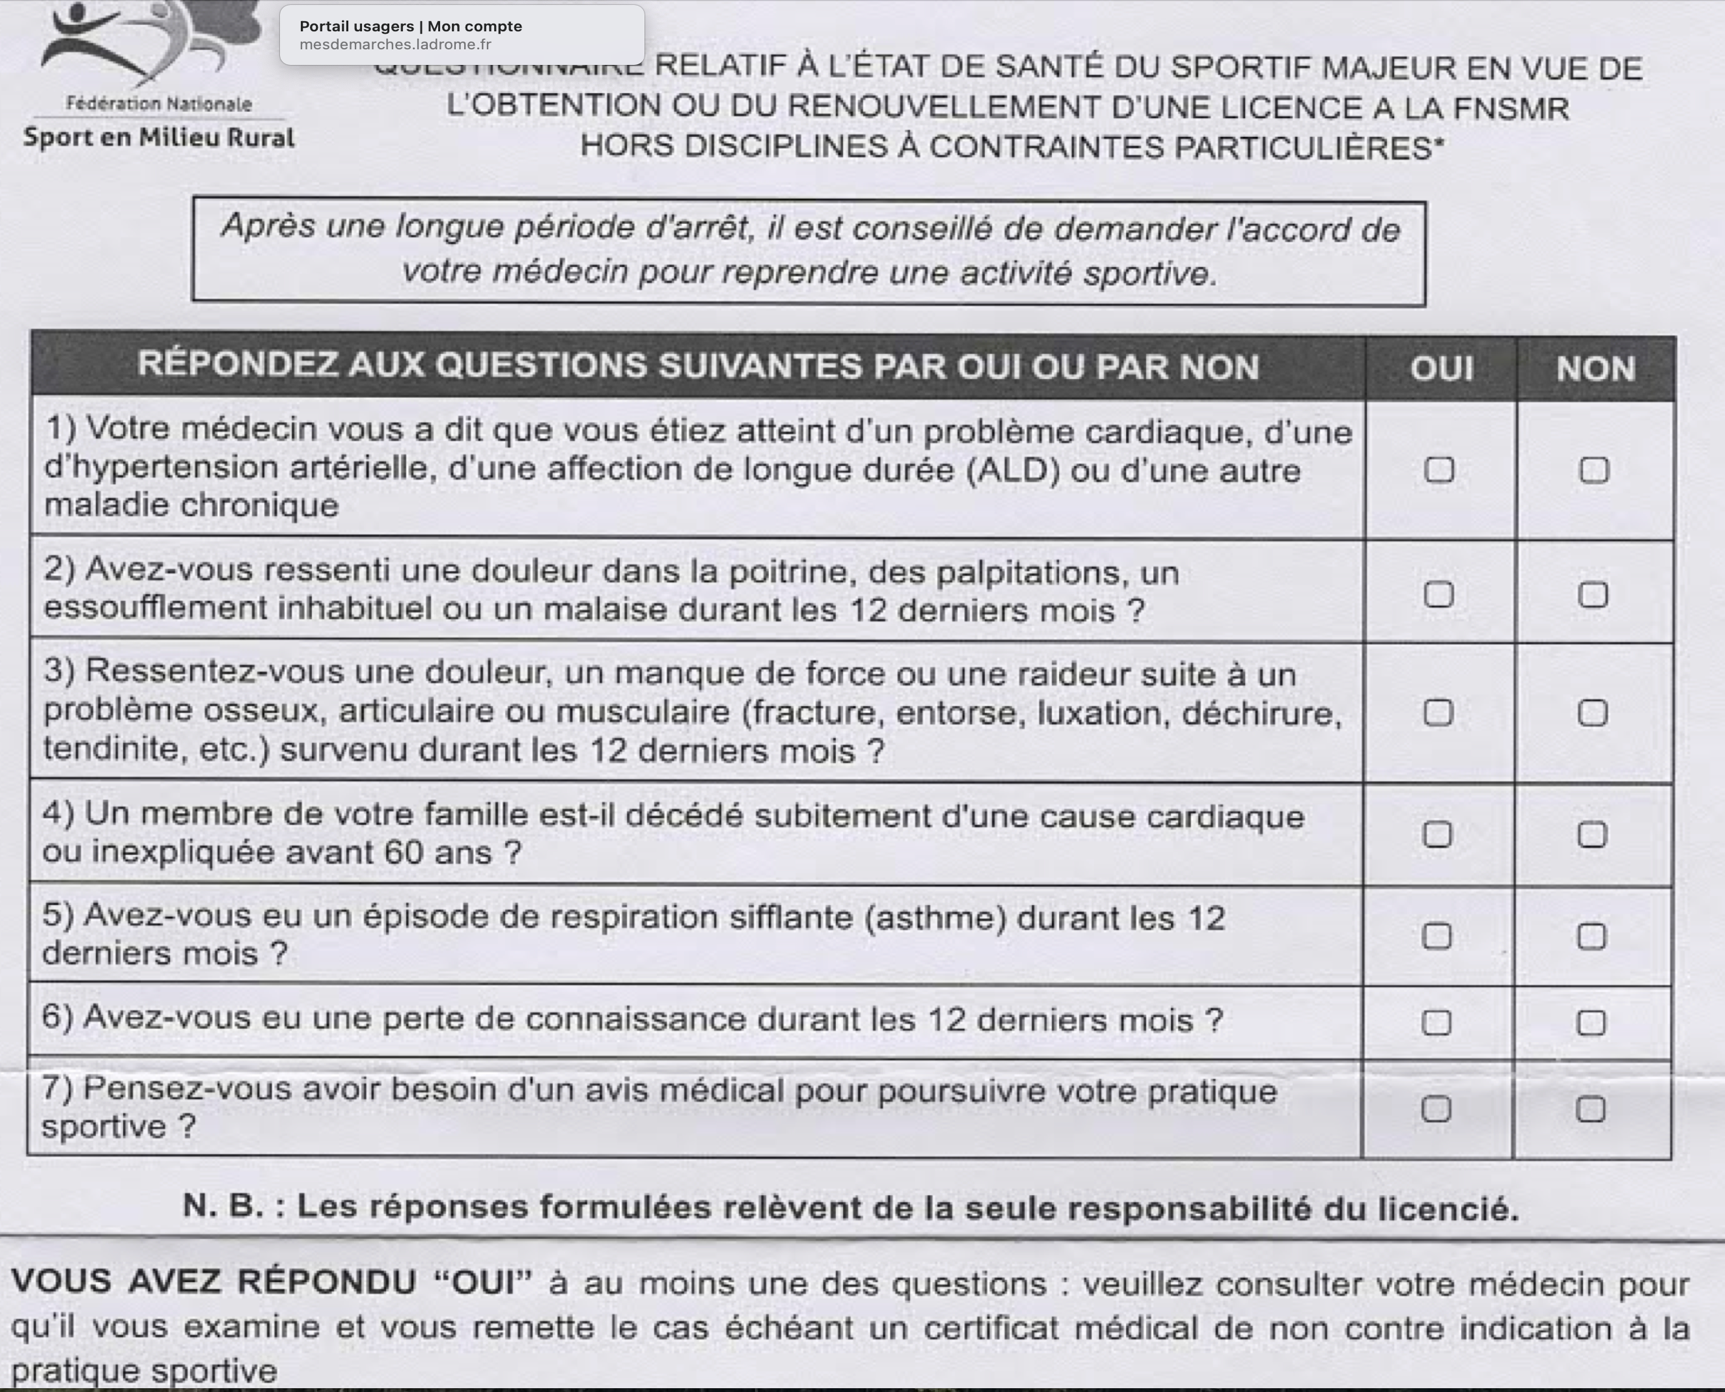 Portail usagers | Mon compte
mesdemarches.ladrome.fr
Fédération Nationale
Sport en Milieu Rural
QUESTIONNAIRE RELATIF À L'ÉTAT DE SANTÉ DU SPORTIF MAJEUR EN VUE DE
L'OBTENTION OU DU RENOUVELLEMENT D'UNE LICENCE A LA FNSMR
HORS DISCIPLINES À CONTRAINTES PARTICULIÈRES*
Après une longue période d'arrêt, il est conseillé de demander l'accord de
votre médecin pour reprendre une activité sportive.
RÉPONDEZ AUX QUESTIONS SUIVANTES PAR OUI OU PAR NON OUI NON
1) Votre médecin vous a dit que vous étiez atteint d'un problème cardiaque, d'une
d'hypertension artérielle, d'une affection de longue durée (ALD) ou d'une autre
maladie chronique
2) Avez-vous ressenti une douleur dans la poitrine, des palpitations, un
essoufflement inhabituel ou un malaise durant les 12 derniers mois ?
3) Ressentez-vous une douleur, un manque de force ou une raideur suite à un
problème osseux, articulaire ou musculaire (fracture, entorse, luxation, déchirure,
tendinite, etc.) survenu durant les 12 derniers mois ?
4) Un membre de votre famille est-il décédé subitement d'une cause cardiaque
ou inexpliquée avant 60 ans ?
5) Avez-vous eu un épisode de respiration sifflante (asthme) durant les 12
derniers mois ?
6) Avez-vous eu une perte de connaissance durant les 12 derniers mois ?
7) Pensez-vous avoir besoin d'un avis médical pour poursuivre votre pratique
sportive ?
N. B. : Les réponses formulées relèvent de la seule responsabilité du licencié.
VOUS AVEZ RÉPONDU “OUI” à au moins une des questions : veuillez consulter votre médecin pour
qu'il vous examine et vous remette le cas échéant un certificat médical de non contre indication à la
pratique sportive